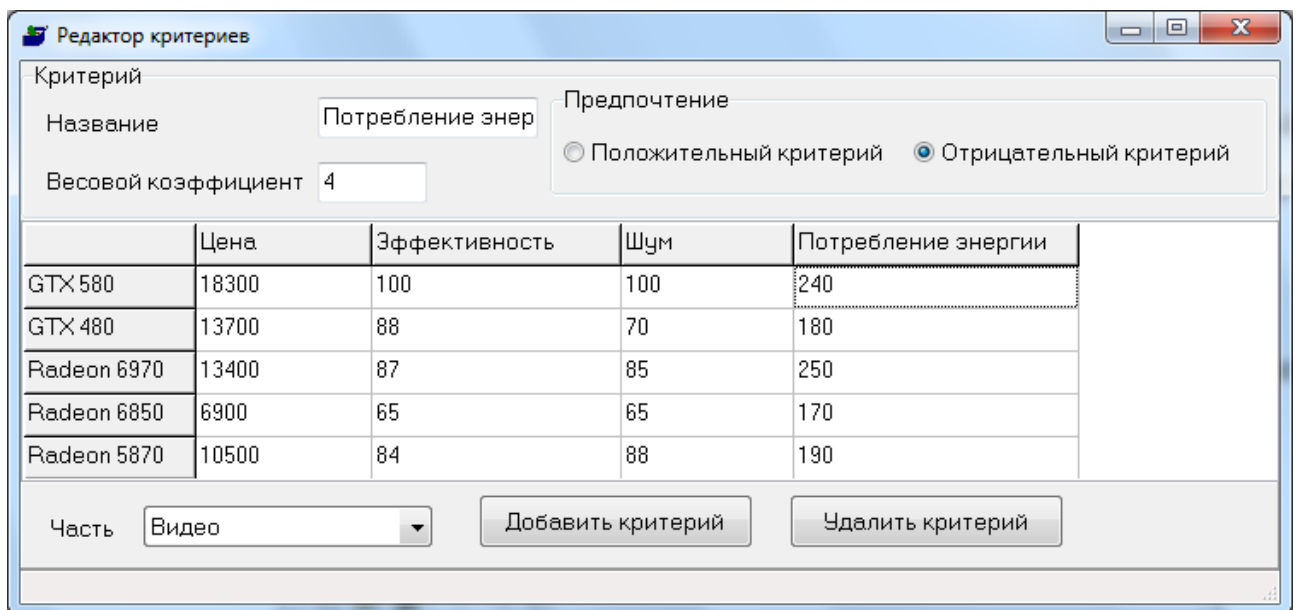 Редактор критериев
Критерий
Название Потребление энер
Весовой коэффициент 4
Предпочтение
Положительный критерий Отрицательный критерий
Цена Эффективность Шум Потребление энергии
GTX 580 18300 100 100 240
GTX 480 13700 88 70 180
Radeon 6970 13400 87 85 250
Radeon 6850 6900 65 65 170
Radeon 5870 10500 84 88 190
Часть Видео Добавить критерий Удалить критерий